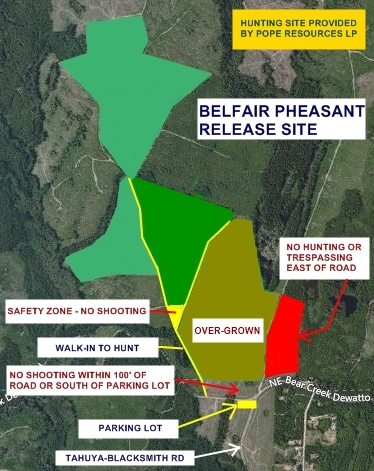 HUNTING SITE PROVIDED
BY POPE RESOURCES LP
BELFAIR PHEASANT
RELEASE SITE
NO HUNTING OR
TRESPASSING
EAST OF ROAD
SAFETY ZONE - NO SHOOTING
OVER-GROWN
WALK-IN TO HUNT
NO SHOOTING WITHIN 100' OF
ROAD OR SOUTH OF PARKING LOT
NE Bear Creek Dewatto
k Dewatto
PARKING LOT
TAHUYA-BLACKSMITH RD